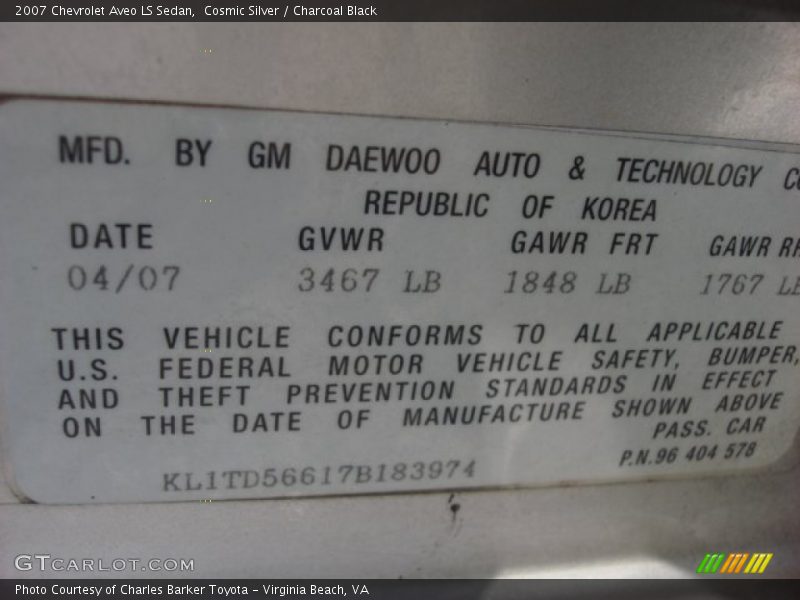 2007 Chevrolet Aveo LS Sedan,  Cosmic Silver / Charcoal Black
MFD. BY GM DAEWOO AUTO & TECHNOLOGY
REPUBLIC OF KOREA
DATE GVWR GAWR FRT GAWR
04/07 3467 LB 1848 LB 1767
THIS VEHICLE CONFORMS TO ALL APPLICABLE
U.S. FEDERAL MOTOR VEHICLE SAFETY, BUMPER,
AND THEFT PREVENTION STANDARDS IN EFFECT
ON THE DATE OF MANUFACTURE SHOWN ABOVE
PASS. CAR
P.N.96 404 578
KL1TD56617B183974
GTCARLOT.COM
Photo Courtesy of Charles Barker Toyota - Virginia Beach, VA